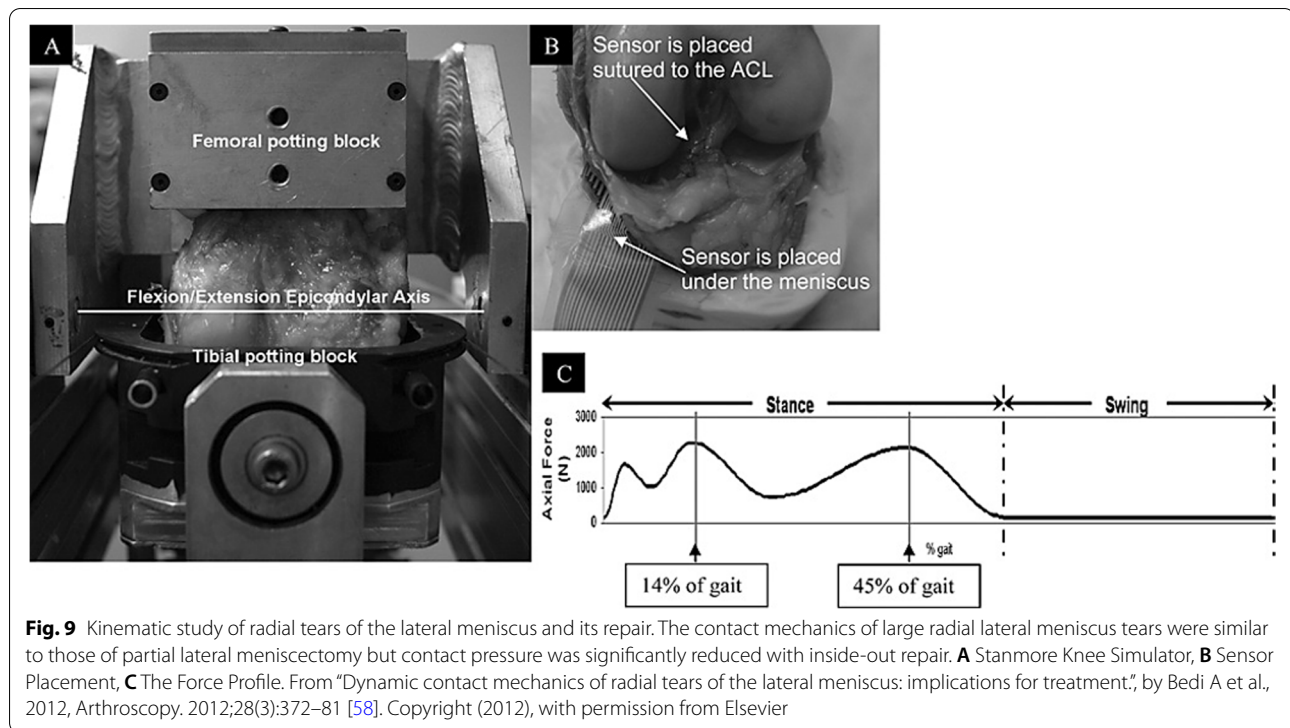 A
Femoral potting block
Flexion/Extension Epicondylar Axis
Tibial potting block
B
Sensor is placed
sutured to the ACL
Sensor is placed
under the meniscus
C
Stance
Swing
Axial Force
(N)
3000
2000
1000
0
% gait
14% of gait
45% of gait
Fig. 9 Kinematic study of radial tears of the lateral meniscus and its repair. The contact mechanics of large radial lateral meniscus tears were similar
to those of partial lateral meniscectomy but contact pressure was significantly reduced with inside-out repair. A Stanmore Knee Simulator, B Sensor
Placement, C The Force Profile. From “Dynamic contact mechanics of radial tears of the lateral meniscus: implications for treatment.”, by Bedi A et al.,
2012, Arthroscopy. 2012;28(3):372–81 [58]. Copyright (2012), with permission from Elsevier